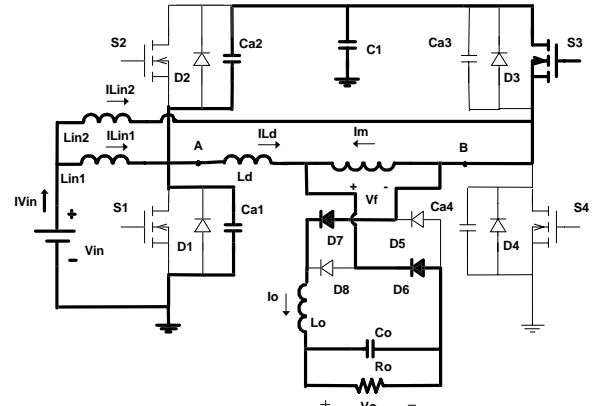 S2
Ca2
D2
C1
Ca3
S3
D3
ILin2
Lin2
ILin1
Lin1
A
ILd
Ld
Im
B
IVin
+
Vin
-
S1
D1
Ca1
+ Vf -
Ca4
S4
D4
D7
D5
D8
D6
Io
Lo
Co
Ro
+ Vo -